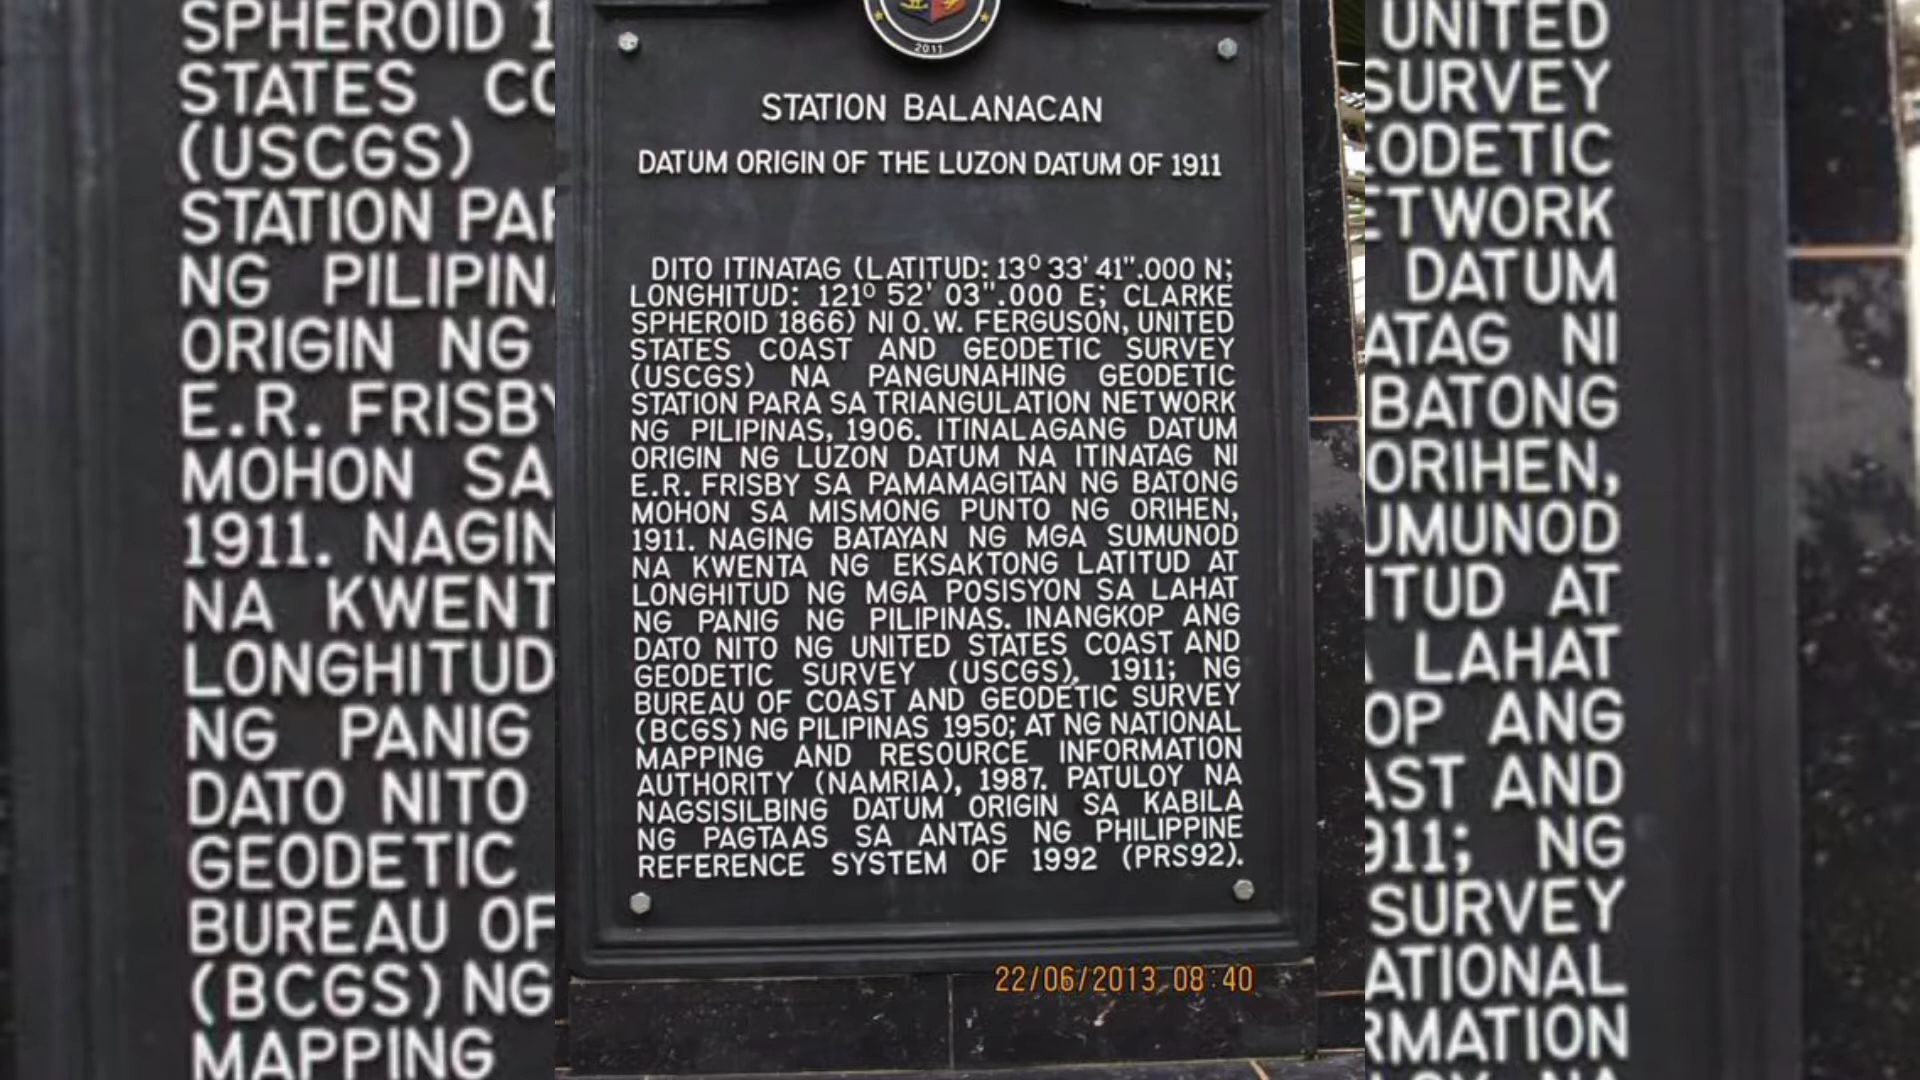 2011
STATION BALANACAN
DATUM ORIGIN OF THE LUZON DATUM OF 1911
DITO ITINATAG (LATITUD: 13⁰ 33' 41".000 N;
LONGHITUD: 121⁰ 52' 03".000 E; CLARKE
SPHEROID 1866) NI O.W. FERGUSON, UNITED
STATES COAST AND GEODETIC SURVEY
(USCGS) NA PANGUNAHING GEODETIC
STATION PARA SA TRIANGULATION NETWORK
NG PILIPINAS, 1906. ITINALAGANG DATUM
ORIGIN NG LUZON DATUM NA ITINATAG NI
E.R. FRISBY SA PAMAMAGITAN NG BATONG
MOHON SA MISMONG PUNTO NG ORIHEN,
1911. NAGING BATAYAN NG MGA SUMUNOD
NA KWENTA NG EKSAKTONG LATITUD AT
LONGHITUD NG MGA POSISYON SA LAHAT
NG PANIG NG PILIPINAS. INANGKOP ANG
DATO NITO NG UNITED STATES COAST AND
GEODETIC SURVEY (USCGS), 1911; NG
BUREAU OF COAST AND GEODETIC SURVEY
(BCGS) NG PILIPINAS 1950; AT NG NATIONAL
MAPPING AND RESOURCE INFORMATION
AUTHORITY (NAMRIA), 1987. PATULOY NA
NAGSISILBING DATUM ORIGIN SA KABILA
NG PAGTAAS SA ANTAS NG PHILIPPINE
REFERENCE SYSTEM OF 1992 (PRS92).
22/06/2013 08:40